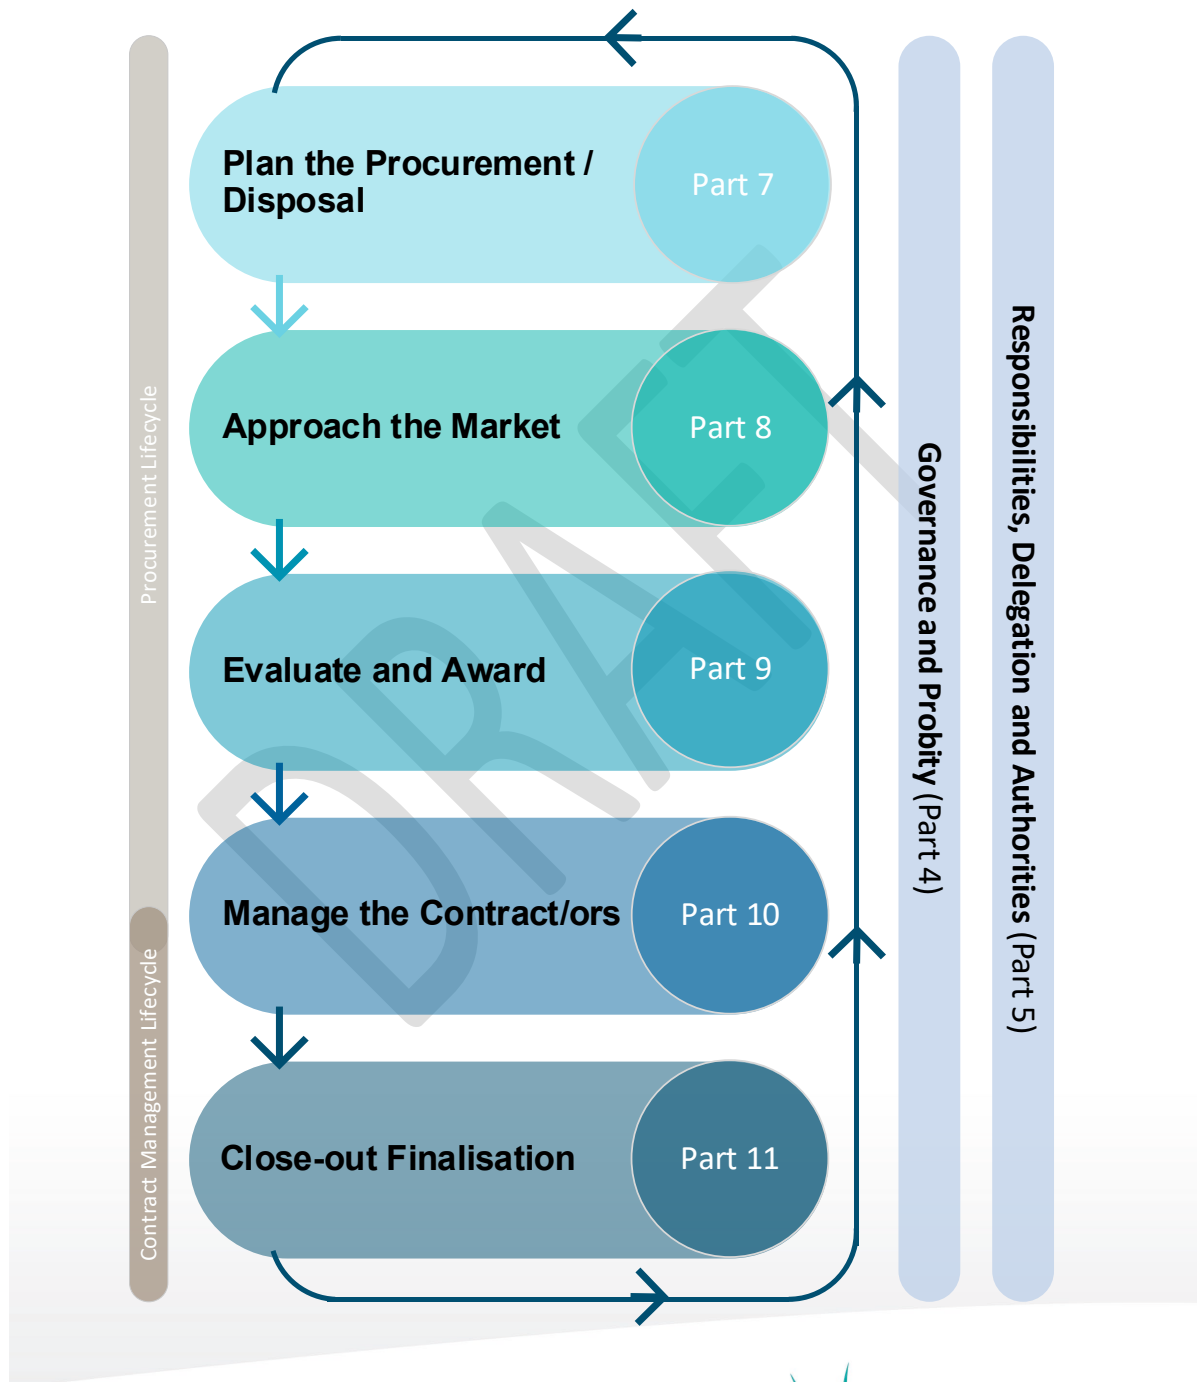 Plan the Procurement /
Disposal
Part 7
Approach the Market
Part 8
Evaluate and Award
Part 9
Manage the Contract/ors
Part 10
Close-out Finalisation
Part 11
Procurement Lifecycle
Contract Management Lifecycle
Governance and Probity (Part 4)
Responsibilities, Delegation and Authorities (Part 5)
DRAFT